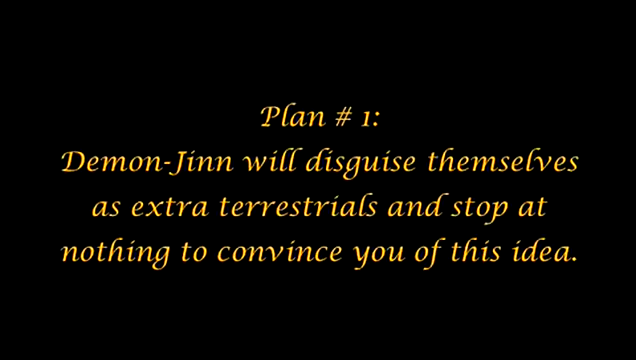 Plan # 1:
Demon-Jinn will disguise themselves
as extra terrestrials and stop at
nothing to convince you of this idea.